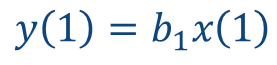 y(1) = b₁x(1)